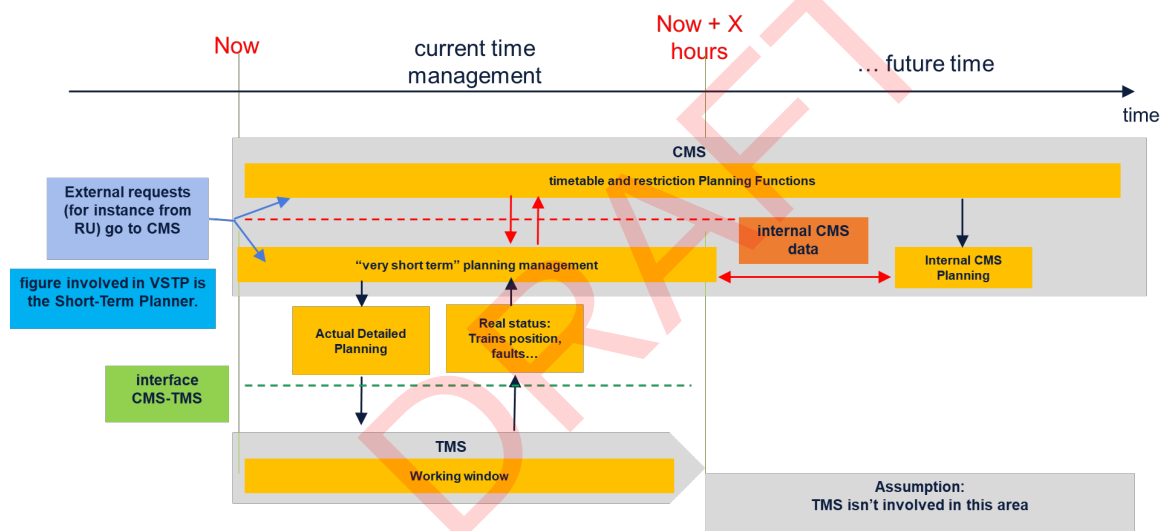 Now
current time
management
Now + X
hours
… future time
time
CMS
timetable and restriction Planning Functions
External requests
(for instance from
RU) go to CMS
internal CMS
data
“very short term” planning management
Internal CMS
Planning
figure involved in VSTP is
the Short-Term Planner.
Actual Detailed
Planning
Real status:
Trains position,
faults…
interface
CMS-TMS
TMS
Working window
Assumption:
TMS isn’t involved in this area
DRAFT